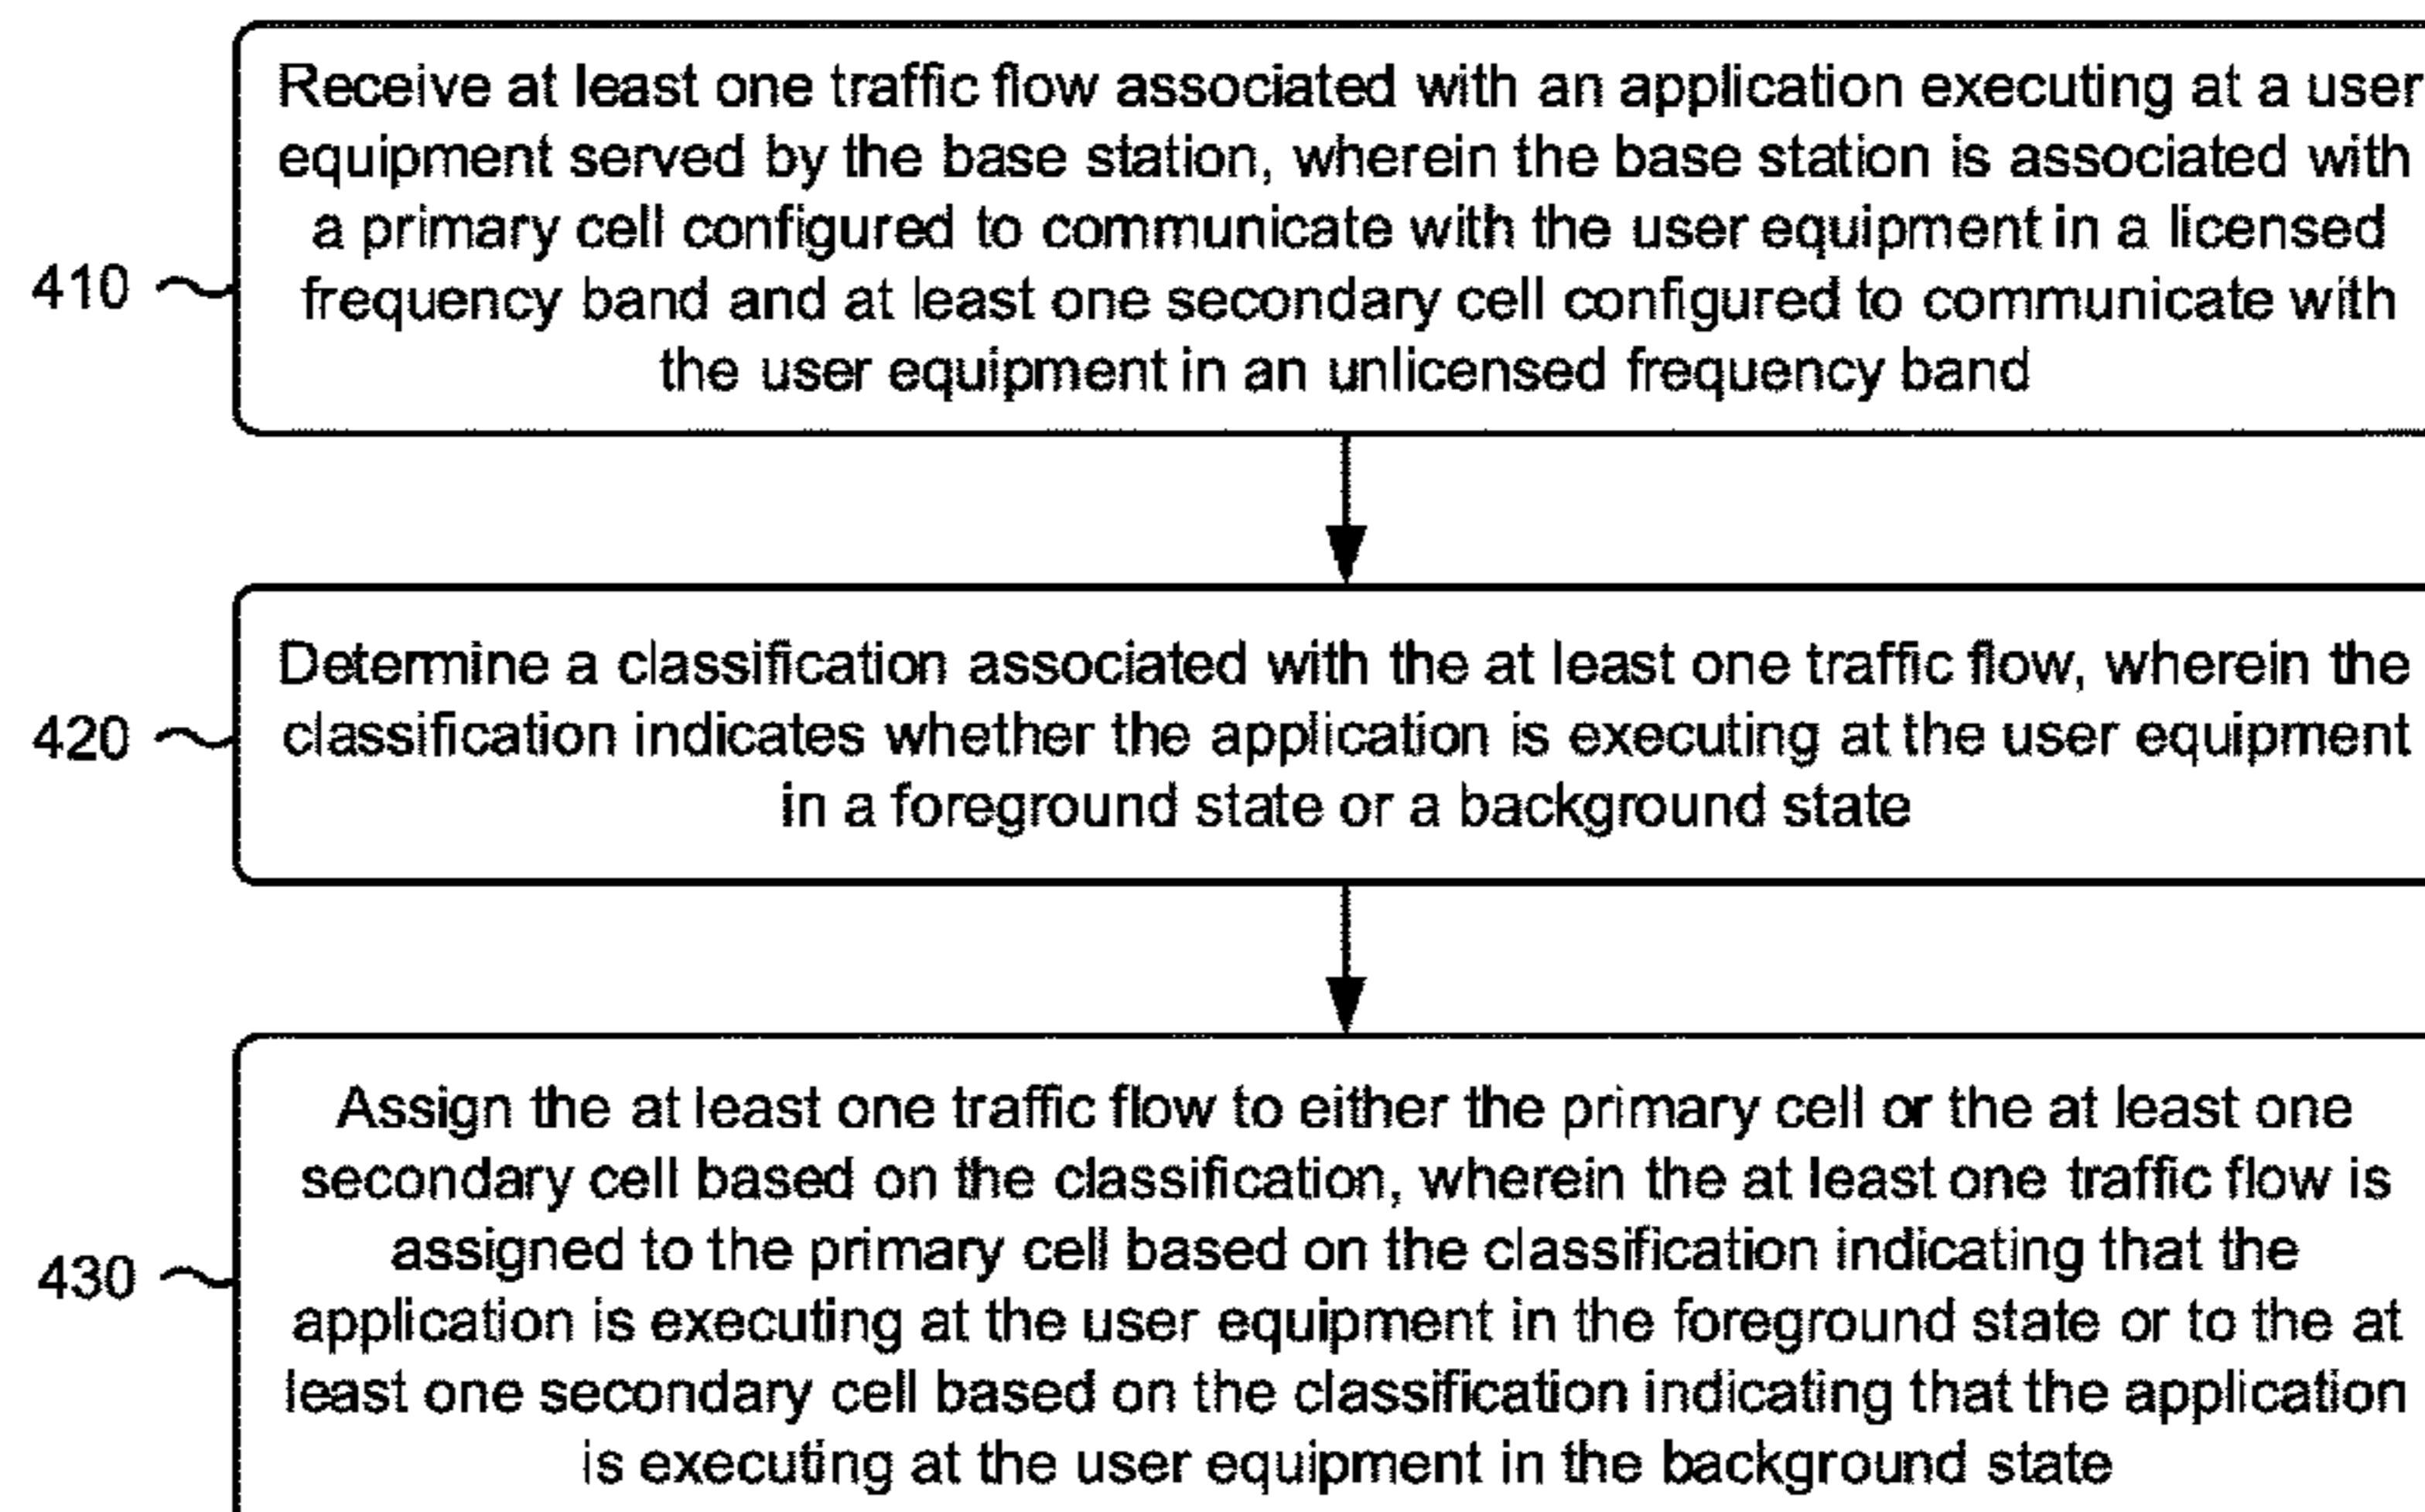 Receive at least one traffic flow associated with an application executing at a user
equipment served by the base station, wherein the base station is associated with
a primary cell configured to communicate with the user equipment in a licensed
410
frequency band and at least one secondary cell configured to communicate with
the user equipment in an unlicensed frequency band
Determine a classification associated with the at least one traffic flow, wherein the
420
classification indicates whether the application is executing at the user equipment
in a foreground state or a background state
Assign the at least one traffic flow to either the primary cell or the at least one
secondary cell based on the classification, wherein the at least one traffic flow is
assigned to the primary cell based on the classification indicating that the
430
application is executing at the user equipment in the foreground state or to the at
least one secondary cell based on the classification indicating that the application
is executing at the user equipment in the background state